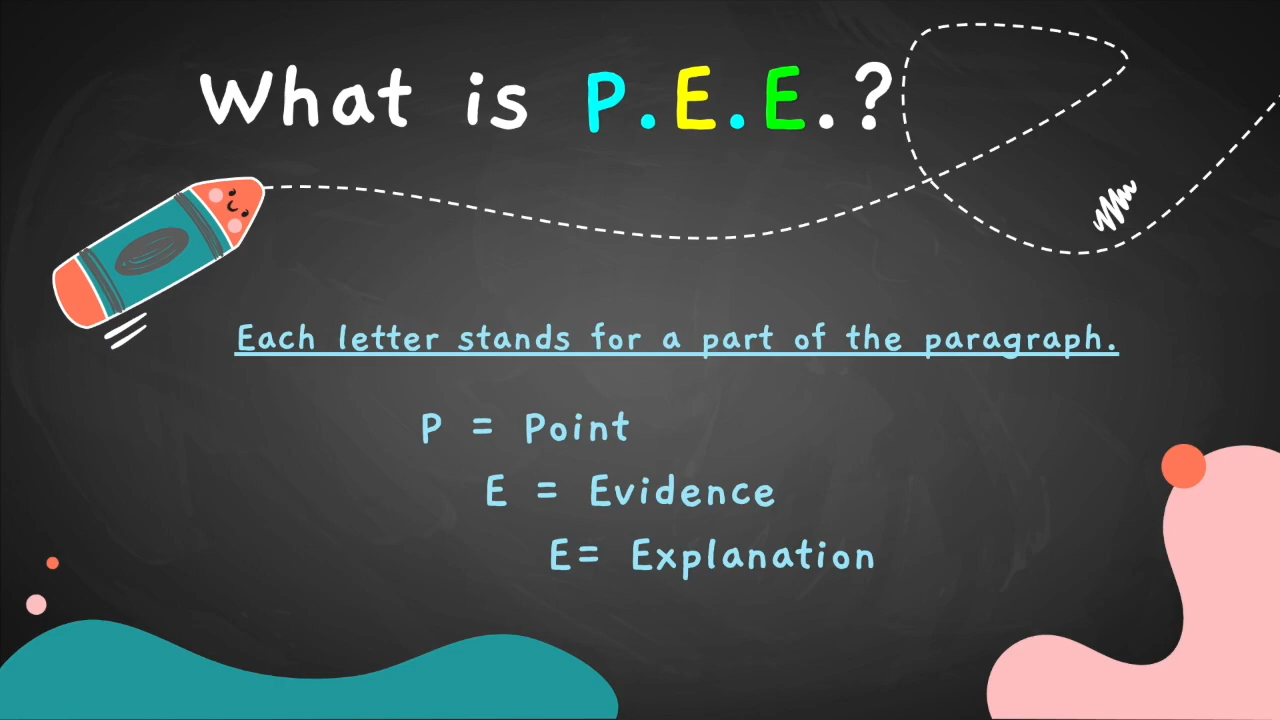 What is P.E.E.?
Each letter stands for a part of the paragraph.
P = Point
E = Evidence
E= Explanation